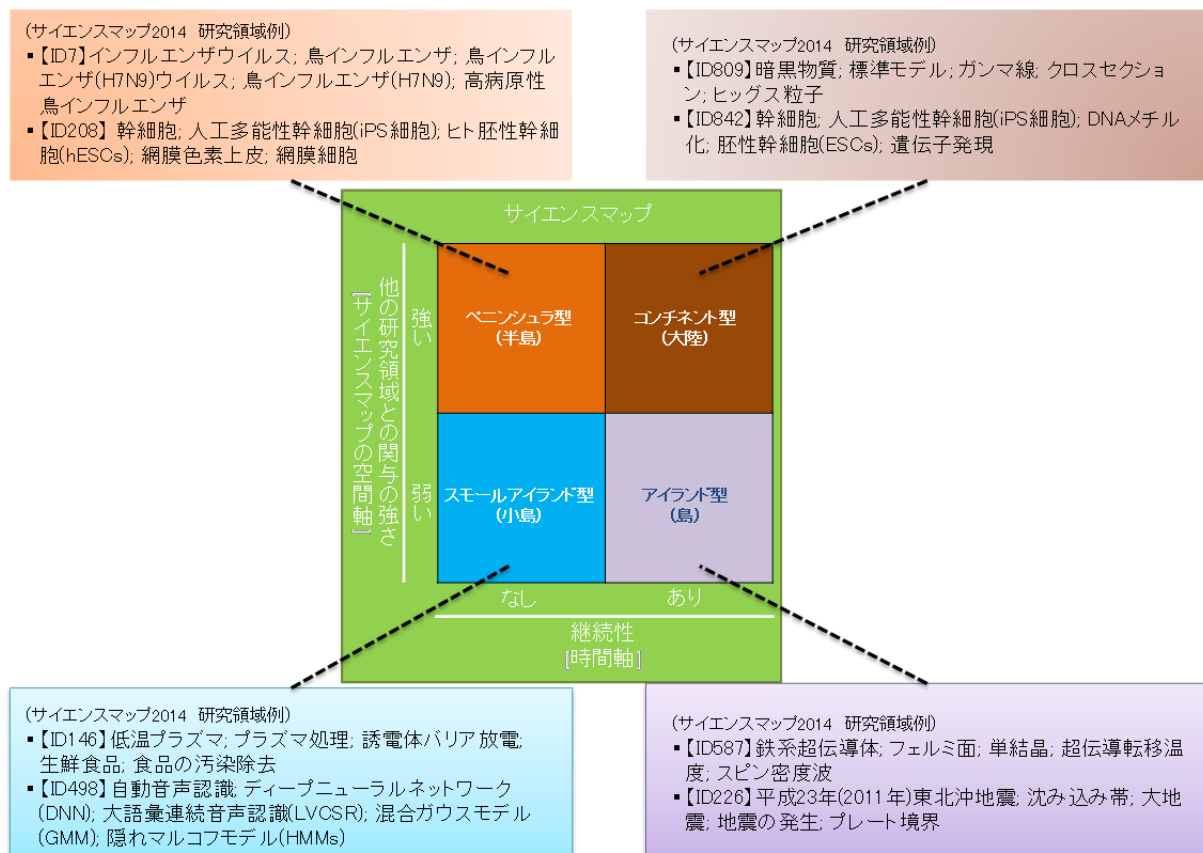 (サイエンスマップ2014 研究領域例)
▪【ID7】インフルエンザウイルス; 鳥インフルエンザ; 鳥インフル
エンザ(H7N9)ウイルス; 鳥インフルエンザ(H7N9); 高病原性
鳥インフルエンザ
▪【ID208】 幹細胞; 人工多能性幹細胞(iPS細胞); ヒト胚性幹細
胞(hESCs); 網膜色素上皮; 網膜細胞
(サイエンスマップ2014 研究領域例)
▪【ID809】暗黒物質; 標準モデル; ガンマ線; クロスセクショ
ン; ヒッグス粒子
▪【ID842】幹細胞; 人工多能性幹細胞(iPS細胞); DNAメチル
化; 胚性幹細胞(ESCs); 遺伝子発現
サイエンスマップ
他の研究領域との関与の強さ
[サイエンスマップの空間軸]
強い
弱い
ペニンシュラ型
(半島)
コンチネント型
(大陸)
スモールアイランド型
(小島)
アイランド型
(島)
なし
あり
継続性
[時間軸]
(サイエンスマップ2014 研究領域例)
▪【ID146】低温プラズマ; プラズマ処理; 誘電体バリア放電;
生鮮食品; 食品の汚染除去
▪【ID498】自動音声認識; ディープニューラルネットワーク
(DNN); 大語彙連続音声認識(LVCSR); 混合ガウスモデル
(GMM); 隠れマルコフモデル(HMMs)
(サイエンスマップ2014 研究領域例)
▪【ID587】鉄系超伝導体; フェルミ面; 単結晶; 超伝導転移温
度; スピン密度波
▪【ID226】平成23年(2011年)東北沖地震; 沈み込み帯; 大地
震; 地震の発生; プレート境界